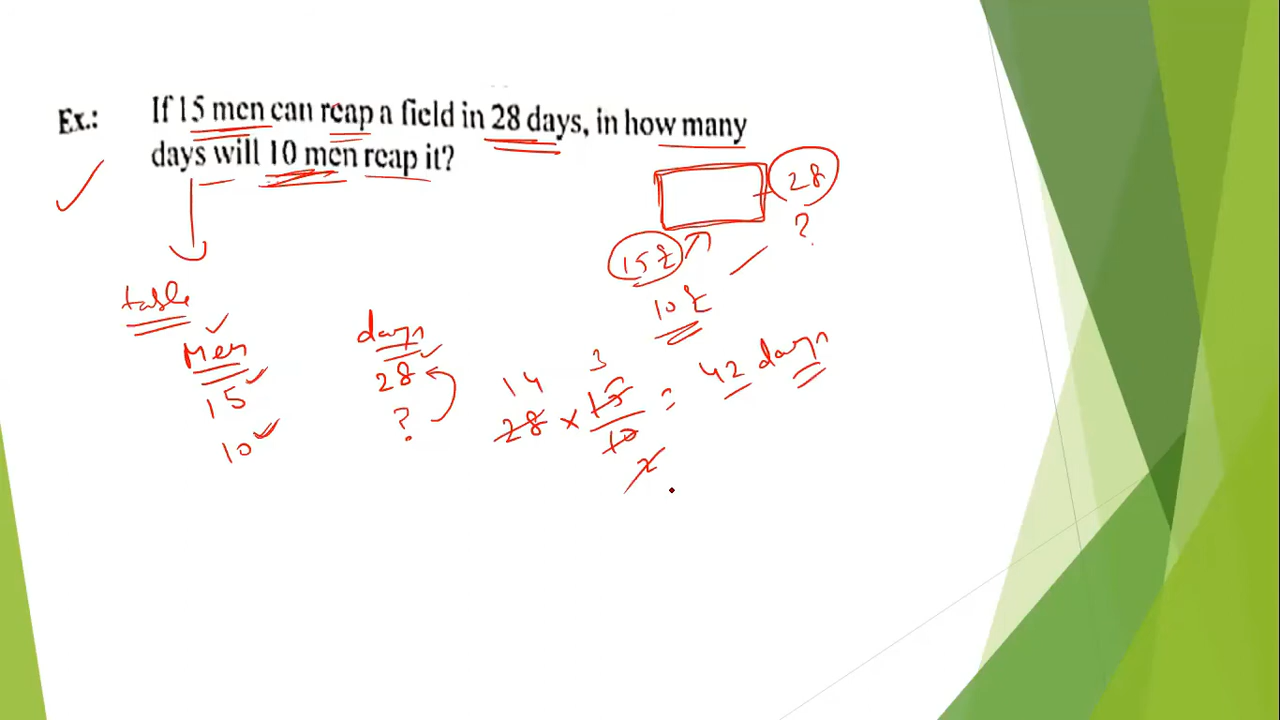 Ex.: If 15 men can reap a field in 28 days, in how many
days will 10 men reap it?
28
?
15
10
table
Men days
15 28
10 ?
14 3
28 × 15/10 = 42 days
2